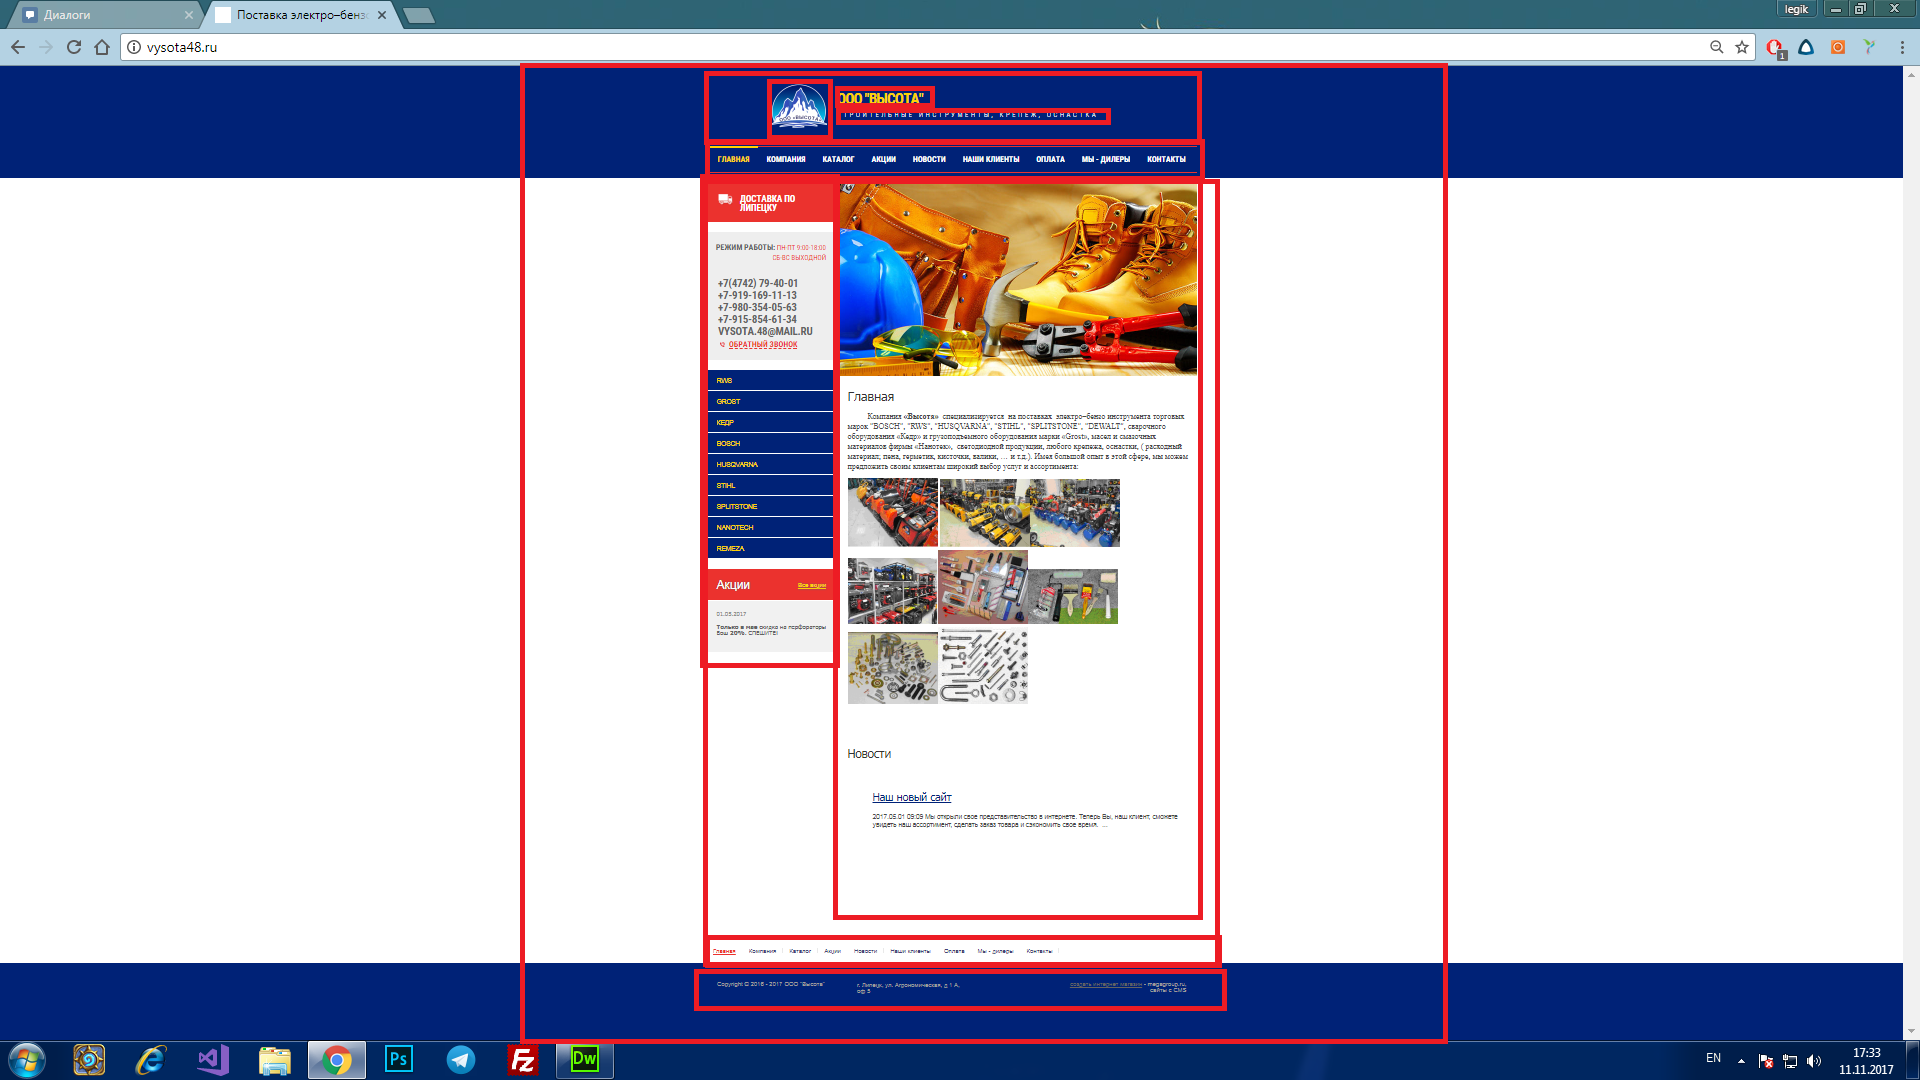 Диалоги
Поставка электро–бензо
legik
vysota48.ru
1
ООО «ВЫСОТА»
ООО "ВЫСОТА"
ТРОИТЕЛЬНЫЕ ИНСТРУМЕНТЫ, КРЕПЕЖ, ОСНАСТКА
ГЛАВНАЯ КОМПАНИЯ КАТАЛОГ АКЦИИ НОВОСТИ НАШИ КЛИЕНТЫ ОПЛАТА МЫ - ДИЛЕРЫ КОНТАКТЫ
ДОСТАВКА ПО
ЛИПЕЦКУ
РЕЖИМ РАБОТЫ: ПН-ПТ 9:00-18:00
СБ-ВС ВЫХОДНОЙ
+7(4742) 79-40-01
+7-919-169-11-13
+7-980-354-05-63
+7-915-854-61-34
VYSOTA.48@MAIL.RU
ОБРАТНЫЙ ЗВОНОК
RWS
GROST
КЕДР
BOSCH
HUSQVARNA
STIHL
SPLITSTONE
NANOTECH
REMEZA
Акции Все акции
01.05.2017
Только в мае скидка на перфораторы
Бош 20%. СПЕШИТЕ!
Главная
Компания «Высота» специализируется на поставках электро–бензо инструмента торговых
марок "BOSCH", "RWS", "HUSQVARNA", "STIHL", "SPLITSTONE", "DEWALT", сварочного
оборудования «Кедр» и грузоподъемного оборудования марки «Grost», масел и смазочных
материалов фирмы «Нанотек», светодиодной продукции, любого крепежа, оснастки, ( расходный
материал; пена, герметик, кисточки, валики, … и т.д.). Имея большой опыт в этой сфере, мы можем
предложить своим клиентам широкий выбор услуг и ассортимента:
Новости
Наш новый сайт
2017.05.01 09:09 Мы открыли свое представительство в интернете. Теперь Вы, наш клиент, сможете
увидеть наш ассортимент, сделать заказ товара и сэкономить свое время. ...
Главная Компания Каталог Акции Новости Наши клиенты Оплата Мы - дилеры Контакты
Copyright © 2016 - 2017 ООО "Высота"
г. Липецк, ул. Агрономическая, д 1 А,
оф 5
создать интернет магазин - megagroup.ru,
сайты с CMS
Ps
Fz
Dw
EN
17:33
11.11.2017